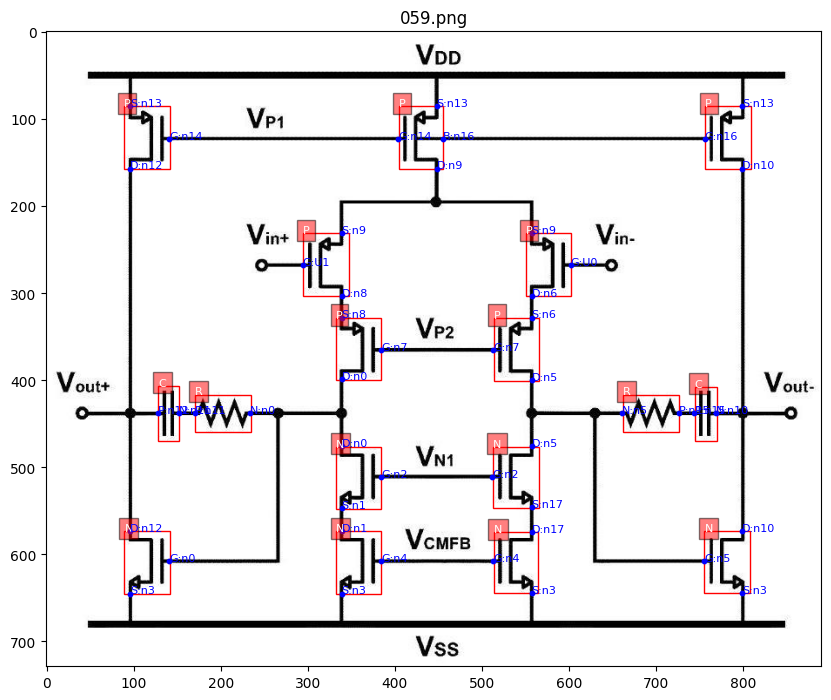 059.png
0
100
200
300
400
500
600
700
0
100
200
300
400
500
600
700
800
VDD
P
S:n13
G:n14
D:n12
VP1
P
S:n13
G:n14
B:n16
D:n9
P
S:n13
G:n16
D:n10
Vin+
P
S:n9
G:U1
D:n8
P
S:n9
G:U0
D:n6
Vin-
P
S:n8
G:n7
D:n0
VP2
P
S:n6
G:n7
D:n5
Vout+
C
R
N:n0
R
N:n5
C
Vout-
N
D:n0
G:n2
S:n1
VN1
N
D:n5
G:n2
S:n17
N
D:n12
G:n0
S:n3
N
D:n1
G:n4
S:n3
VCMFB
N
D:n17
G:n4
S:n3
N
D:n10
G:n5
S:n3
VSS